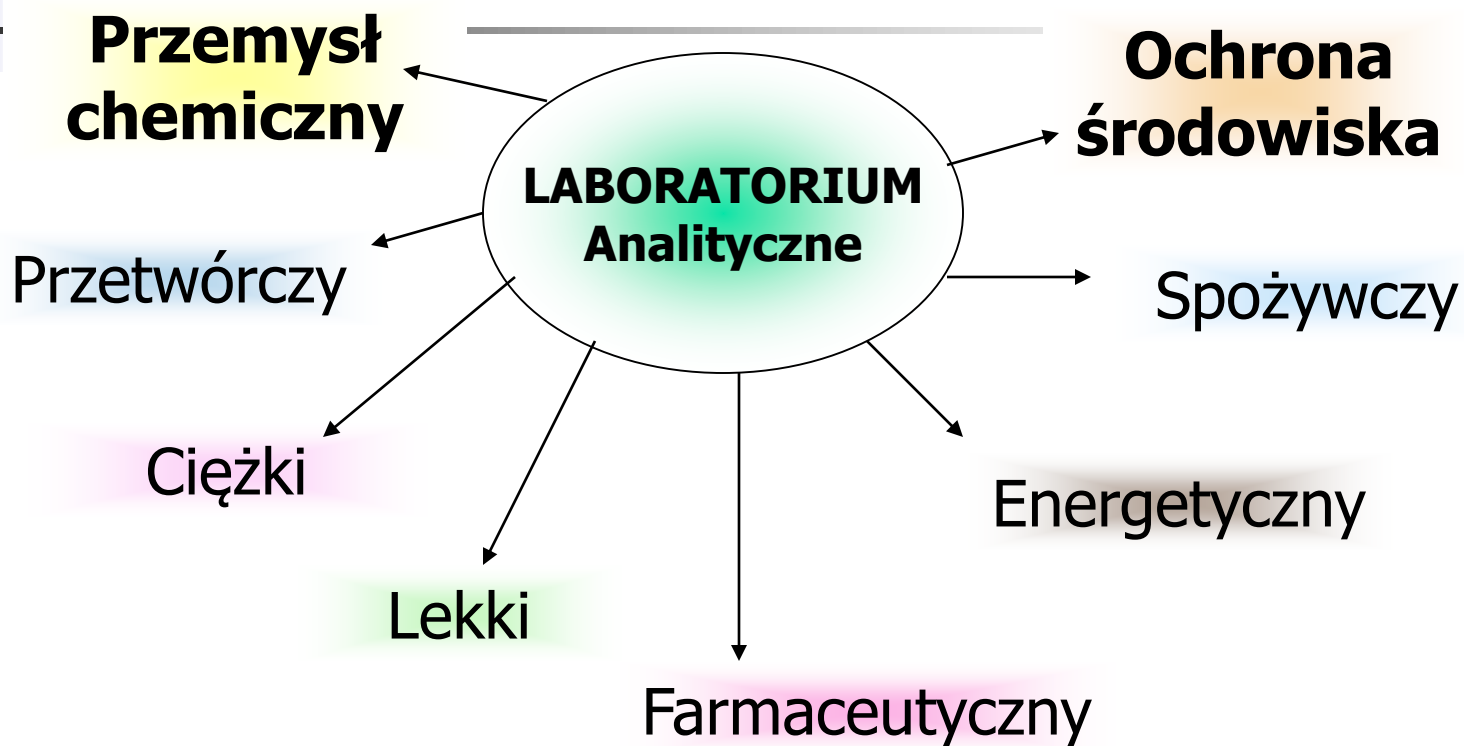 Przemysł
chemiczny
Ochrona
środowiska
LABORATORIUM
Analityczne
Przetwórczy
Spożywczy
Ciężki
Energetyczny
Lekki
Farmaceutyczny